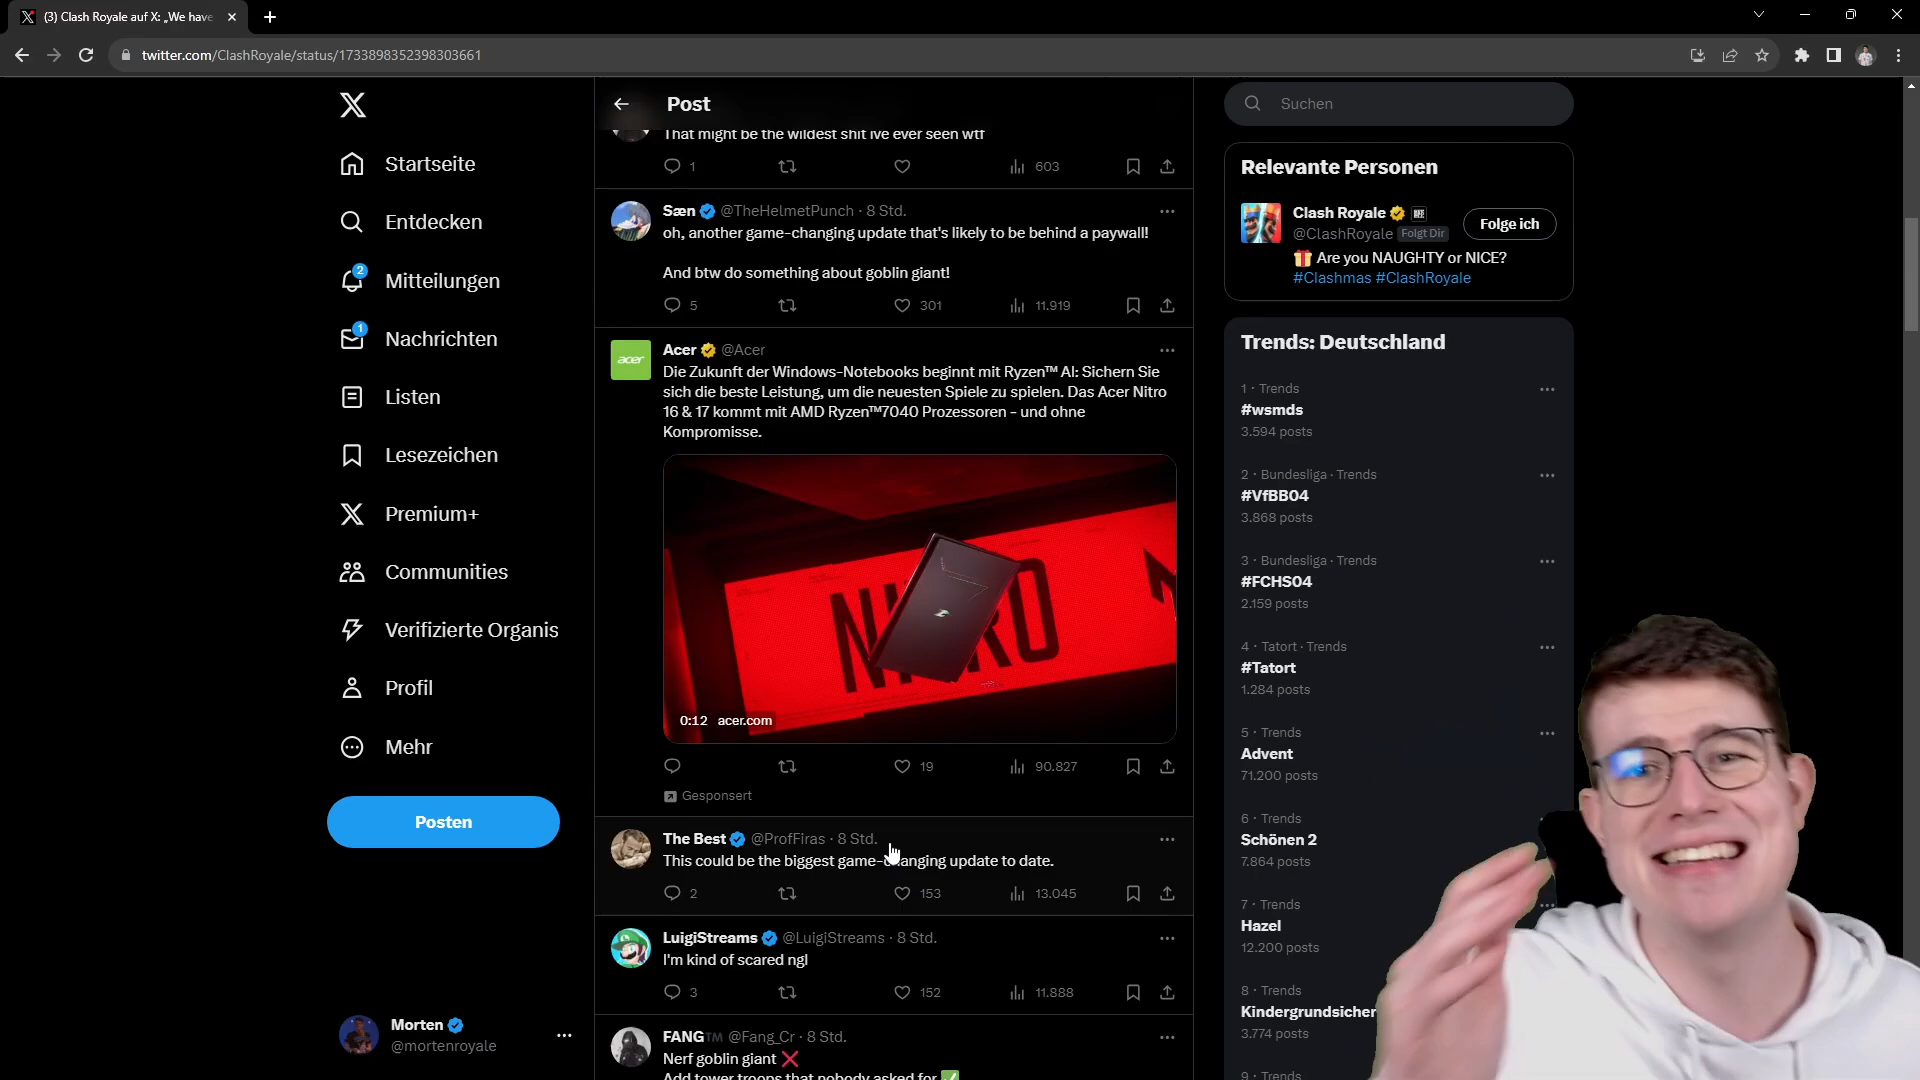 (3) Clash Royale auf X: „We have
twitter.com/ClashRoyale/status/1733898352398303661
Startseite
Entdecken
2
Mitteilungen
1
Nachrichten
Listen
Lesezeichen
Premium+
Communities
Verifizierte Organis
Profil
Mehr
Posten
Morten
@mortenroyale
Post
That might be the wildest shit ive ever seen wtf
1 603
Sæn @TheHelmetPunch · 8 Std.
oh, another game-changing update that's likely to be behind a paywall!
And btw do something about goblin giant!
5 301 11.919
acer
Acer @Acer
Die Zukunft der Windows-Notebooks beginnt mit Ryzen™ AI: Sichern Sie
sich die beste Leistung, um die neuesten Spiele zu spielen. Das Acer Nitro
16 & 17 kommt mit AMD Ryzen™7040 Prozessoren – und ohne
Kompromisse.
0:12 acer.com
19 90.827
Gesponsert
The Best @ProfFiras · 8 Std.
This could be the biggest game-changing update to date.
2 153 13.045
LuigiStreams @LuigiStreams · 8 Std.
I'm kind of scared ngl
3 152 11.888
FANG™ @Fang_Cr · 8 Std.
Nerf goblin giant ❌
Add tower troops that nobody asked for ✅
Suchen
Relevante Personen
Clash Royale
@ClashRoyale Folgt Dir
Folge ich
🎁 Are you NAUGHTY or NICE?
#Clashmas #ClashRoyale
Trends: Deutschland
1 · Trends
#wsmds
3.594 posts
2 · Bundesliga · Trends
#VfBB04
3.868 posts
3 · Bundesliga · Trends
#FCHS04
2.159 posts
4 · Tatort · Trends
#Tatort
1.284 posts
5 · Trends
Advent
71.200 posts
6 · Trends
Schönen 2
7.864 posts
7 · Trends
Hazel
12.200 posts
8 · Trends
Kindergrundsicher
3.774 posts
9 · Trends